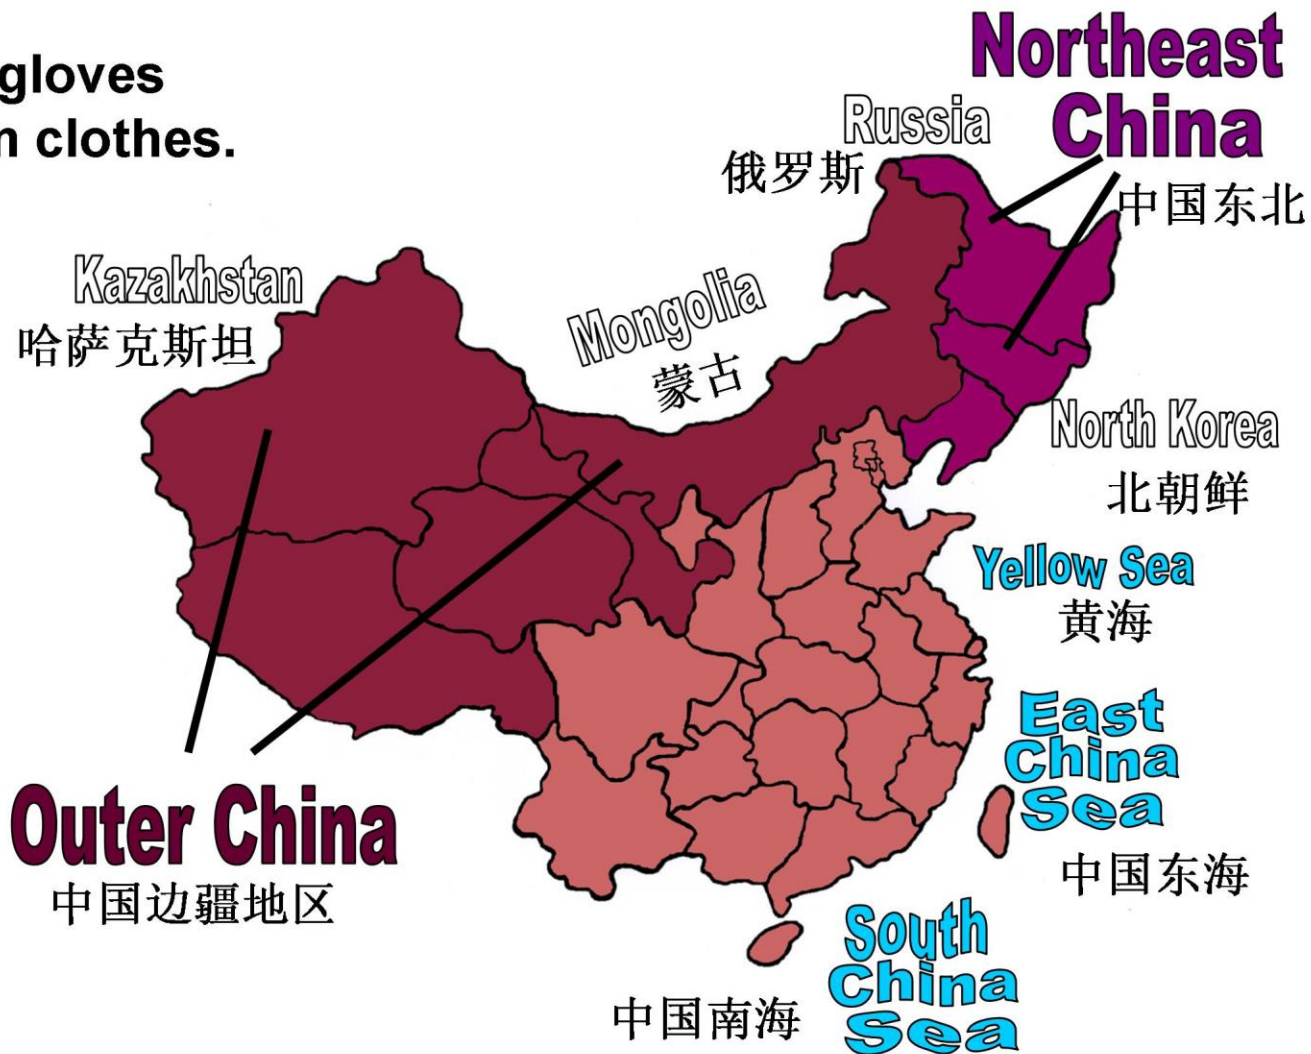 gloves
clothes.
Northeast
China
中国东北
Russia
俄罗斯
Kazakhstan
哈萨克斯坦
Mongolia
蒙古
North Korea
北朝鲜
Yellow Sea
黄海
East
China
Sea
中国东海
Outer China
中国边疆地区
South
China
Sea
中国南海